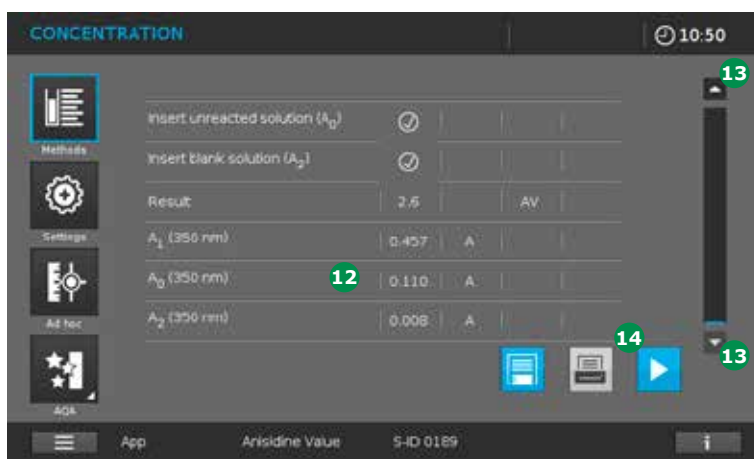 CONCENTRATION 10:50
13
Insert unreacted solution (A0)
Methods
Insert blank solution (A2)
Result 2.6 AV
Settings
A1 (350 nm) 0.457 A
A0 (350 nm) 12 0.110 A
Ad hoc
A2 (350 nm) 0.008 A
14
13
AQA
App Anisidine Value S-ID 0189 i